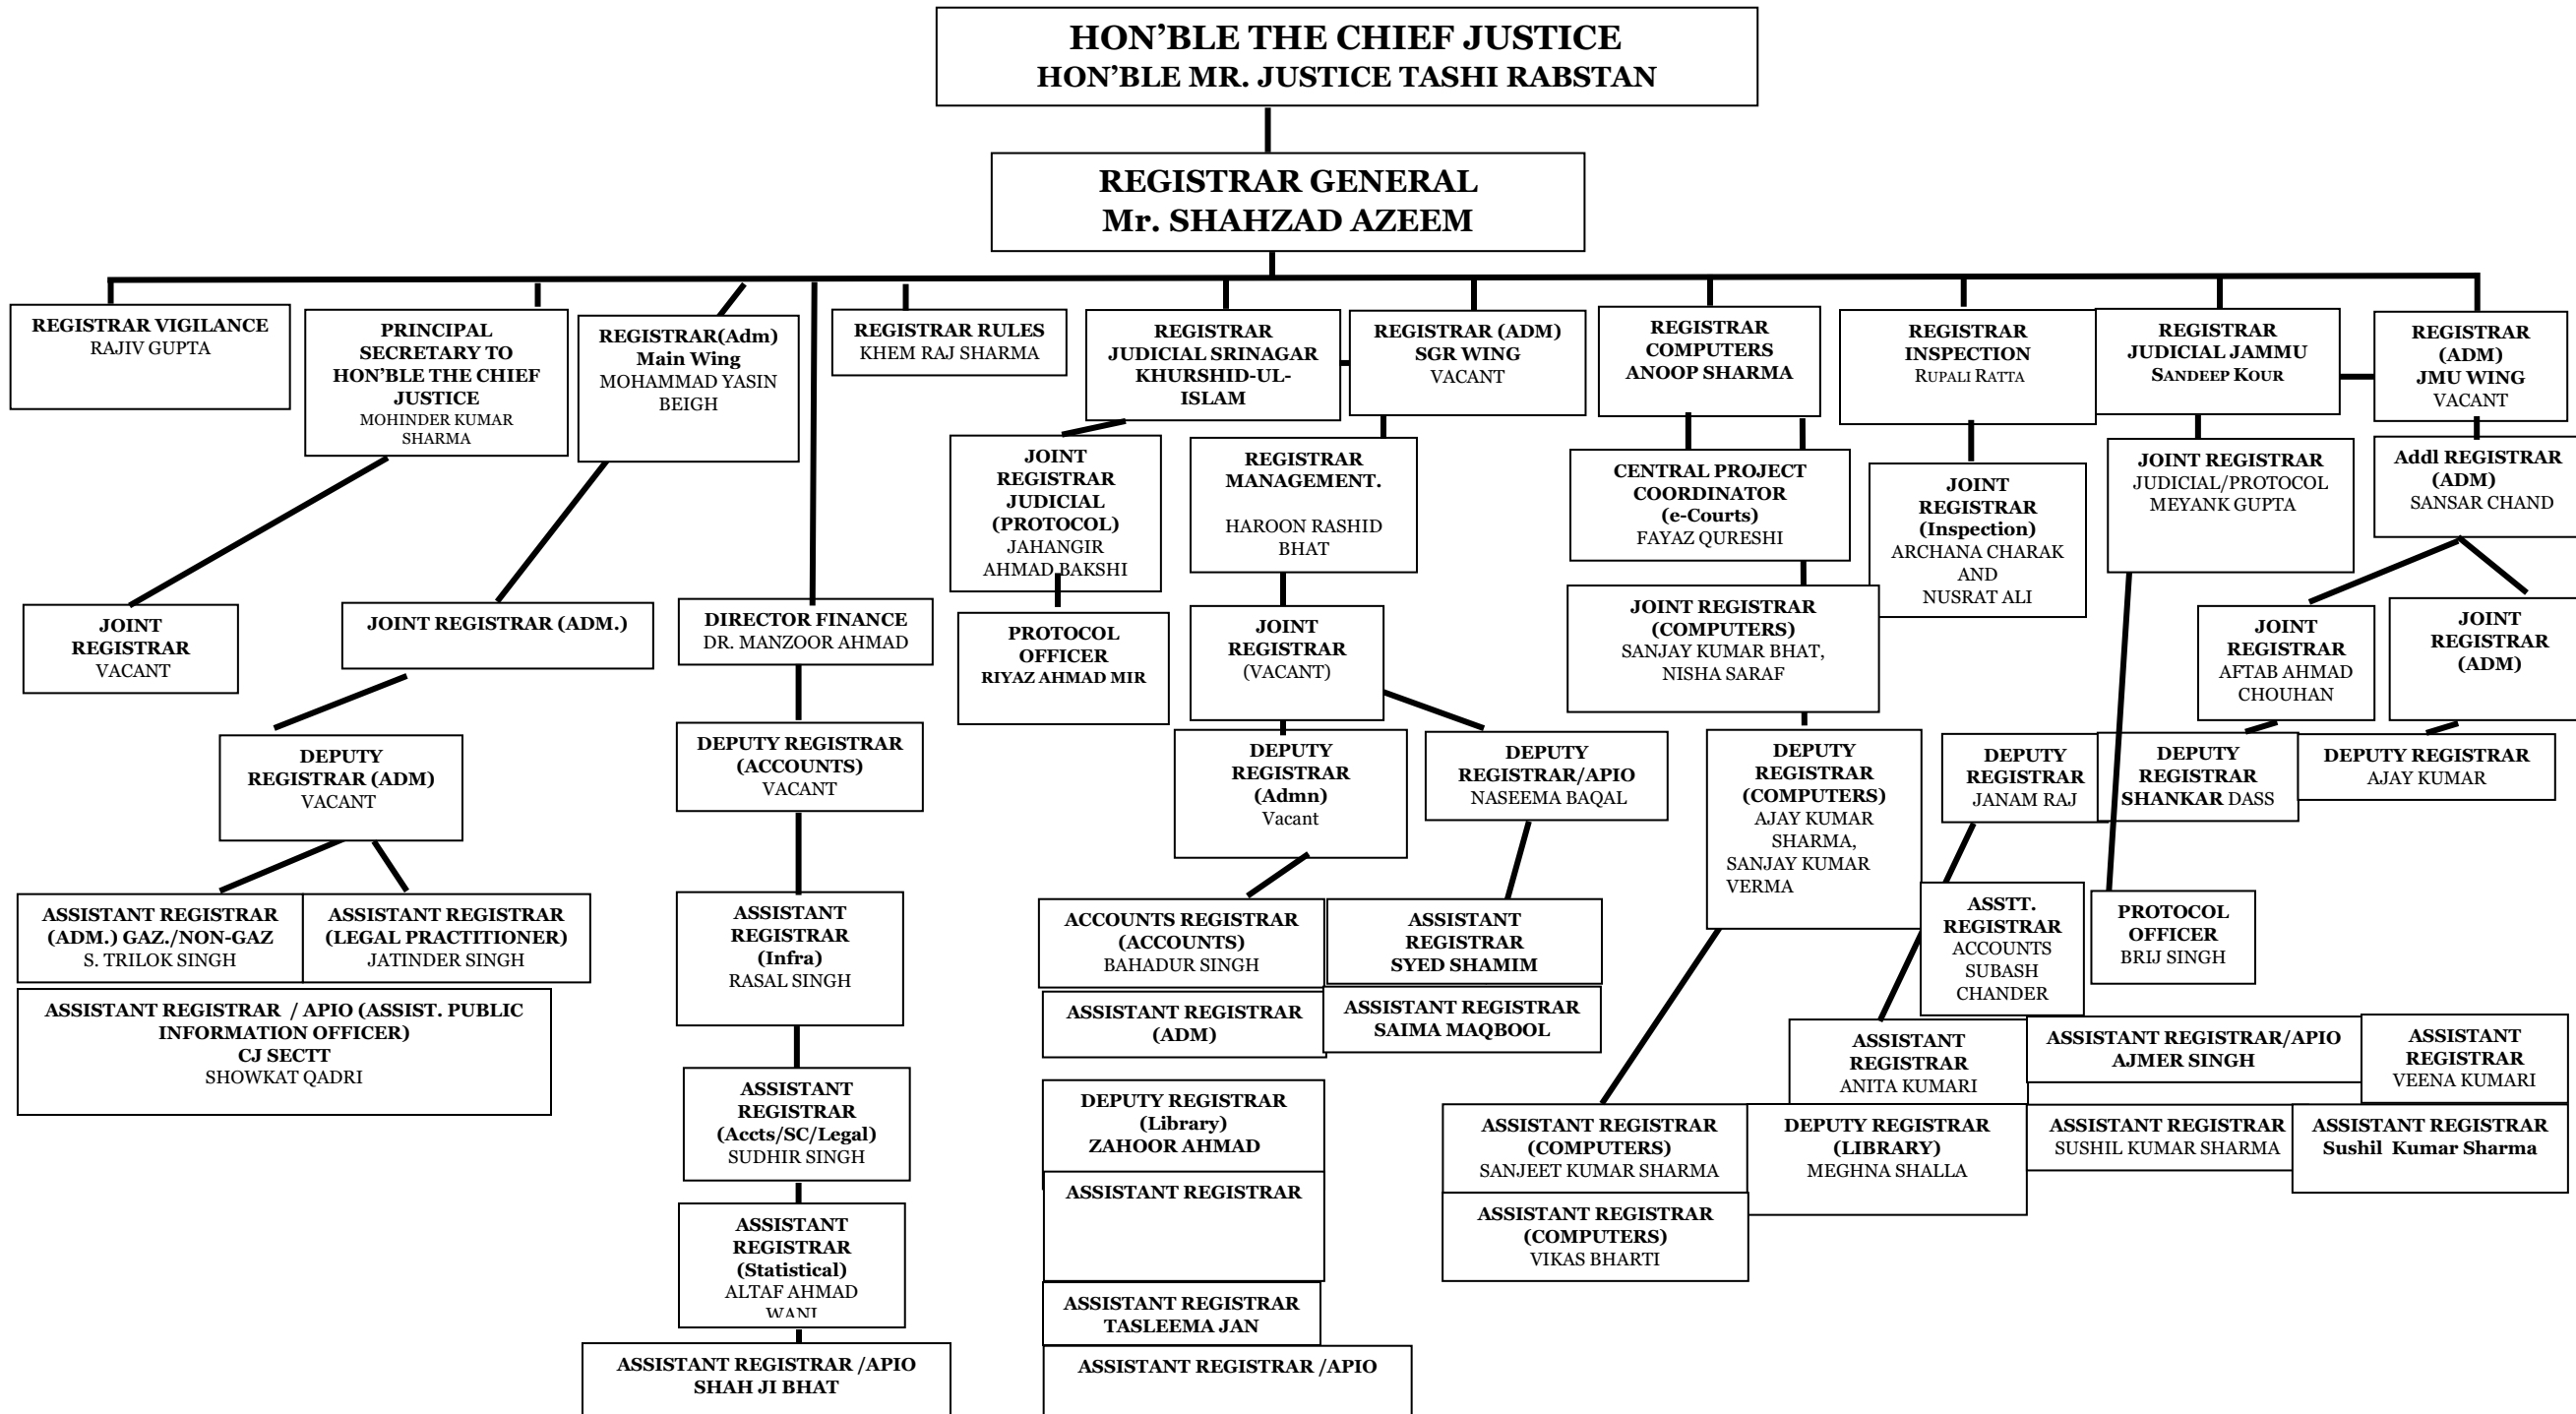 HON'BLE THE CHIEF JUSTICE
HON'BLE MR. JUSTICE TASHI RABSTAN
REGISTRAR GENERAL
Mr. SHAHZAD AZEEM
REGISTRAR VIGILANCE
RAJIV GUPTA
PRINCIPAL
SECRETARY TO
HON'BLE THE CHIEF
JUSTICE
MOHINDER KUMAR
SHARMA
REGISTRAR(Adm)
Main Wing
MOHAMMAD YASIN
BEIGH
REGISTRAR RULES
KHEM RAJ SHARMA
REGISTRAR
JUDICIAL SRINAGAR
KHURSHID-UL-
ISLAM
REGISTRAR (ADM)
SGR WING
VACANT
REGISTRAR
COMPUTERS
ANOOP SHARMA
REGISTRAR
INSPECTION
RUPALI RATTA
REGISTRAR
JUDICIAL JAMMU
SANDEEP KOUR
REGISTRAR
(ADM)
JMU WING
VACANT
JOINT
REGISTRAR
JUDICIAL
(PROTOCOL)
JAHANGIR
AHMAD BAKSHI
REGISTRAR
MANAGEMENT.
HAROON RASHID
BHAT
CENTRAL PROJECT
COORDINATOR
(e-Courts)
FAYAZ QURESHI
JOINT
REGISTRAR
(Inspection)
ARCHANA CHARAK
AND
NUSRAT ALI
JOINT REGISTRAR
JUDICIAL/PROTOCOL
MEYANK GUPTA
Addl REGISTRAR
(ADM)
SANSAR CHAND
JOINT
REGISTRAR
VACANT
JOINT REGISTRAR (ADM.)
DIRECTOR FINANCE
DR. MANZOOR AHMAD
PROTOCOL
OFFICER
RIYAZ AHMAD MIR
JOINT
REGISTRAR
(VACANT)
JOINT REGISTRAR
(COMPUTERS)
SANJAY KUMAR BHAT,
NISHA SARAF
JOINT
REGISTRAR
AFTAB AHMAD
CHOUHAN
JOINT
REGISTRAR
(ADM)
DEPUTY
REGISTRAR (ADM)
VACANT
DEPUTY REGISTRAR
(ACCOUNTS)
VACANT
DEPUTY
REGISTRAR
(Admn)
Vacant
DEPUTY
REGISTRAR/APIO
NASEEMA BAQAL
DEPUTY
REGISTRAR
(COMPUTERS)
AJAY KUMAR
SHARMA,
SANJAY KUMAR
VERMA
DEPUTY
REGISTRAR
JANAM RAJ
DEPUTY
REGISTRAR
SHANKAR DASS
DEPUTY REGISTRAR
AJAY KUMAR
ASSISTANT REGISTRAR
(ADM.) GAZ./NON-GAZ
S. TRILOK SINGH
ASSISTANT REGISTRAR
(LEGAL PRACTITIONER)
JATINDER SINGH
ASSISTANT
REGISTRAR
(Infra)
RASAL SINGH
ACCOUNTS REGISTRAR
(ACCOUNTS)
BAHADUR SINGH
ASSISTANT
REGISTRAR
SYED SHAMIM
ASSTT.
REGISTRAR
ACCOUNTS
SUBASH
CHANDER
PROTOCOL
OFFICER
BRIJ SINGH
ASSISTANT REGISTRAR / APIO (ASSIST. PUBLIC
INFORMATION OFFICER)
CJ SECTT
SHOWKAT QADRI
ASSISTANT REGISTRAR
(ADM)
ASSISTANT REGISTRAR
SAIMA MAQBOOL
ASSISTANT
REGISTRAR
ANITA KUMARI
ASSISTANT REGISTRAR/APIO
AJMER SINGH
ASSISTANT
REGISTRAR
VEENA KUMARI
ASSISTANT
REGISTRAR
(Accts/SC/Legal)
SUDHIR SINGH
DEPUTY REGISTRAR
(Library)
ZAHOOR AHMAD
ASSISTANT REGISTRAR
(COMPUTERS)
SANJEET KUMAR SHARMA
DEPUTY REGISTRAR
(LIBRARY)
MEGHNA SHALLA
ASSISTANT REGISTRAR
SUSHIL KUMAR SHARMA
ASSISTANT REGISTRAR
Sushil Kumar Sharma
ASSISTANT REGISTRAR
ASSISTANT REGISTRAR
(COMPUTERS)
VIKAS BHARTI
ASSISTANT
REGISTRAR
(Statistical)
ALTAF AHMAD
WANI
ASSISTANT REGISTRAR
TASLEEMA JAN
ASSISTANT REGISTRAR /APIO
SHAH JI BHAT
ASSISTANT REGISTRAR /APIO